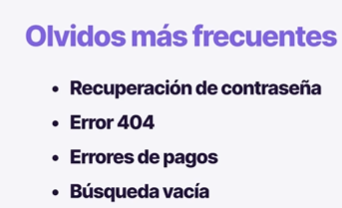 Olvidos más frecuentes
• Recuperación de contraseña
• Error 404
• Errores de pagos
• Búsqueda vacía